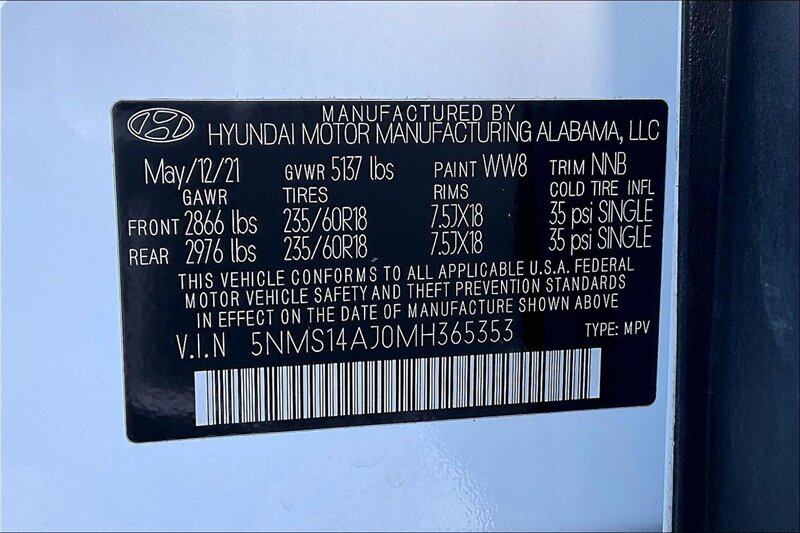 MANUFACTURED BY
HYUNDAI MOTOR MANUFACTURING ALABAMA, LLC
May/12/21 GVWR 5137 lbs PAINT WW8 TRIM NNB
GAWR TIRES RIMS COLD TIRE INFL
FRONT 2866 lbs 235/60R18 7.5JX18 35 psi SINGLE
REAR 2976 lbs 235/60R18 7.5JX18 35 psi SINGLE
THIS VEHICLE CONFORMS TO ALL APPLICABLE U.S.A. FEDERAL
MOTOR VEHICLE SAFETY AND THEFT PREVENTION STANDARDS
IN EFFECT ON THE DATE OF MANUFACTURE SHOWN ABOVE
V.I.N 5NMS14AJ0MH365353 TYPE: MPV